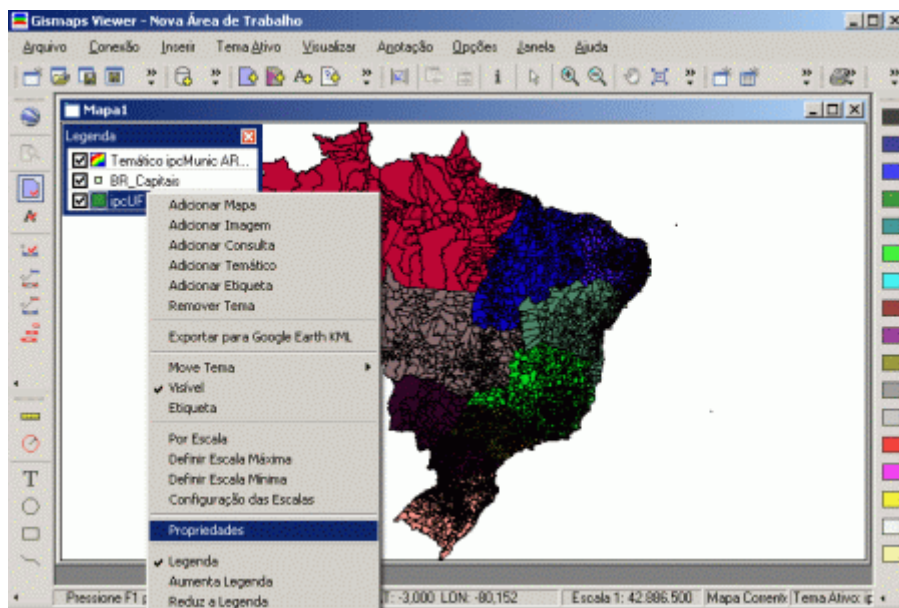 Gismaps Viewer - Nova Área de Trabalho
Arquivo Conexão Inserir Tema Ativo Visualizar Anotação Opções Janela Ajuda
Mapa1
Legenda
Temático ipcMunic AR...
BR_Capitais
ipcUF
Adicionar Mapa
Adicionar Imagem
Adicionar Consulta
Adicionar Temático
Adicionar Etiqueta
Remover Tema
Exportar para Google Earth KML
Move Tema
Visível
Etiqueta
Por Escala
Definir Escala Máxima
Definir Escala Mínima
Configuração das Escalas
Propriedades
Legenda
Aumenta Legenda
Reduz a Legenda
Pressione F1 T: -3,000 LON: -80,152 Escala 1: 42.886.500 Mapa Corrente Tema Ativo: